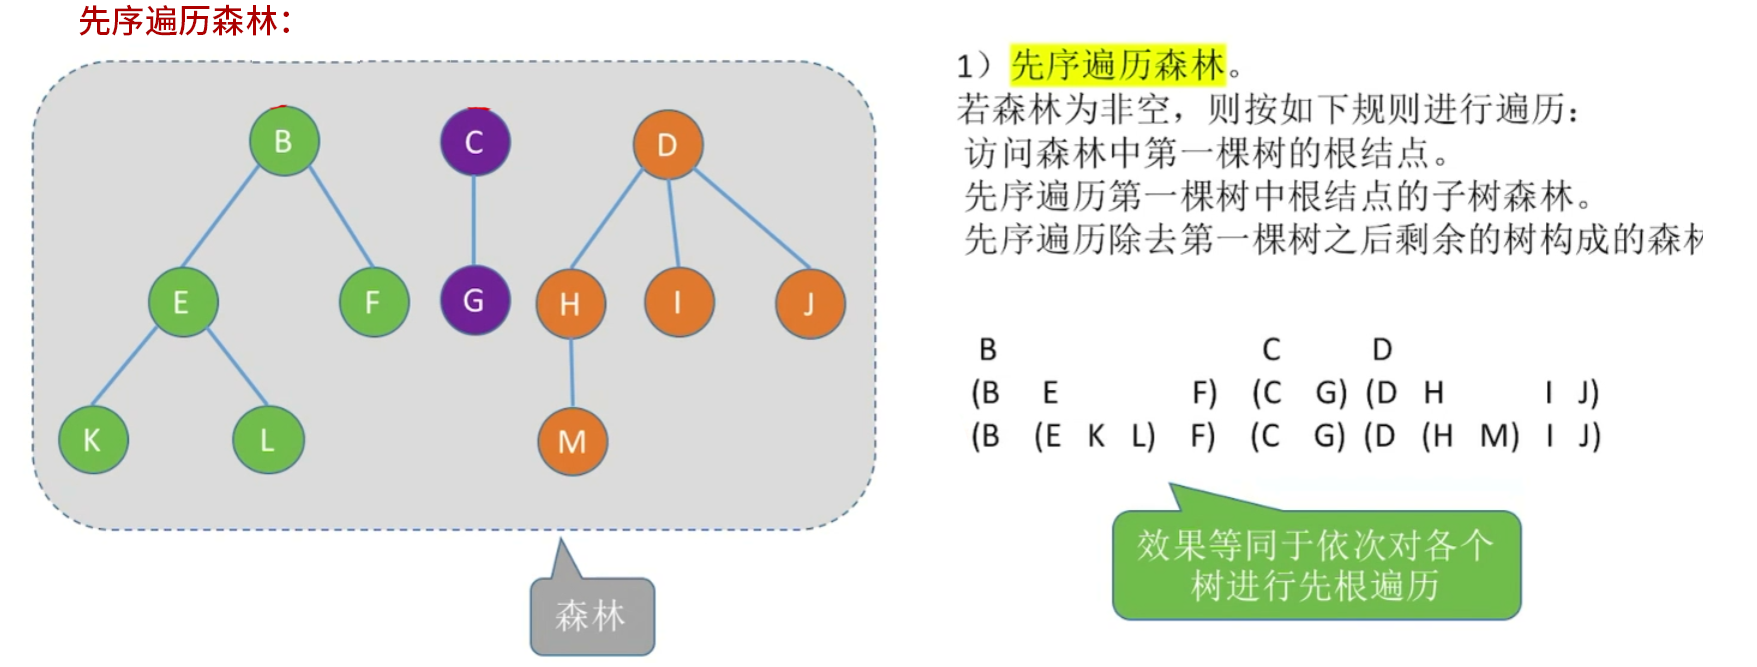 先序遍历森林：
B
C
D
E
F
G
H
I
J
K
L
M
森林
1）先序遍历森林。
若森林为非空，则按如下规则进行遍历：
访问森林中第一棵树的根结点。
先序遍历第一棵树中根结点的子树森林。
先序遍历除去第一棵树之后剩余的树构成的森
B C D
(B E F) (C G) (D H I J)
(B (E K L) F) (C G) (D (H M) I J)
效果等同于依次对各个
树进行先根遍历